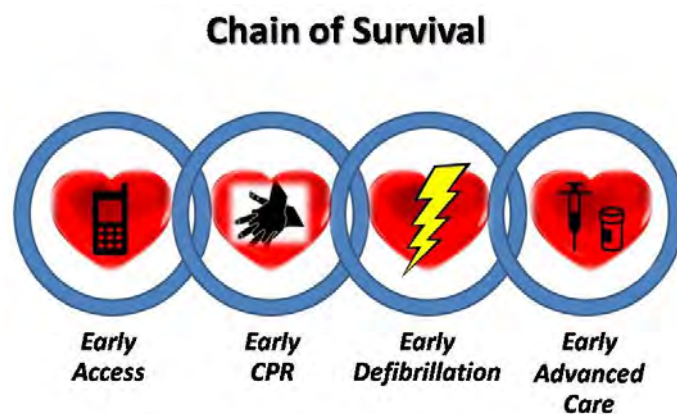 Chain of Survival
Early
Access
Early
CPR
Early
Defibrillation
Early
Advanced
Care